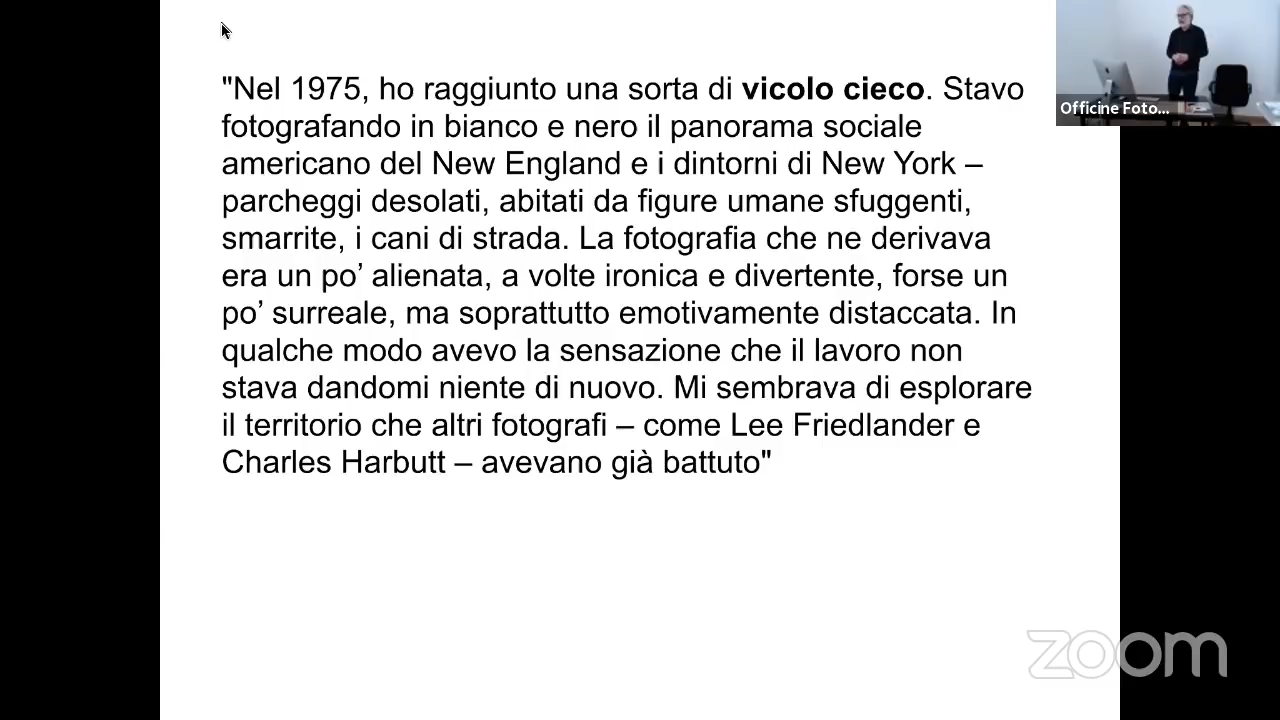 "Nel 1975, ho raggiunto una sorta di vicolo cieco. Stavo
fotografando in bianco e nero il panorama sociale
americano del New England e i dintorni di New York –
parcheggi desolati, abitati da figure umane sfuggenti,
smarrite, i cani di strada. La fotografia che ne derivava
era un po’ alienata, a volte ironica e divertente, forse un
po’ surreale, ma soprattutto emotivamente distaccata. In
qualche modo avevo la sensazione che il lavoro non
stava dandomi niente di nuovo. Mi sembrava di esplorare
il territorio che altri fotografi – come Lee Friedlander e
Charles Harbutt – avevano già battuto"
Officine Foto...
zoom